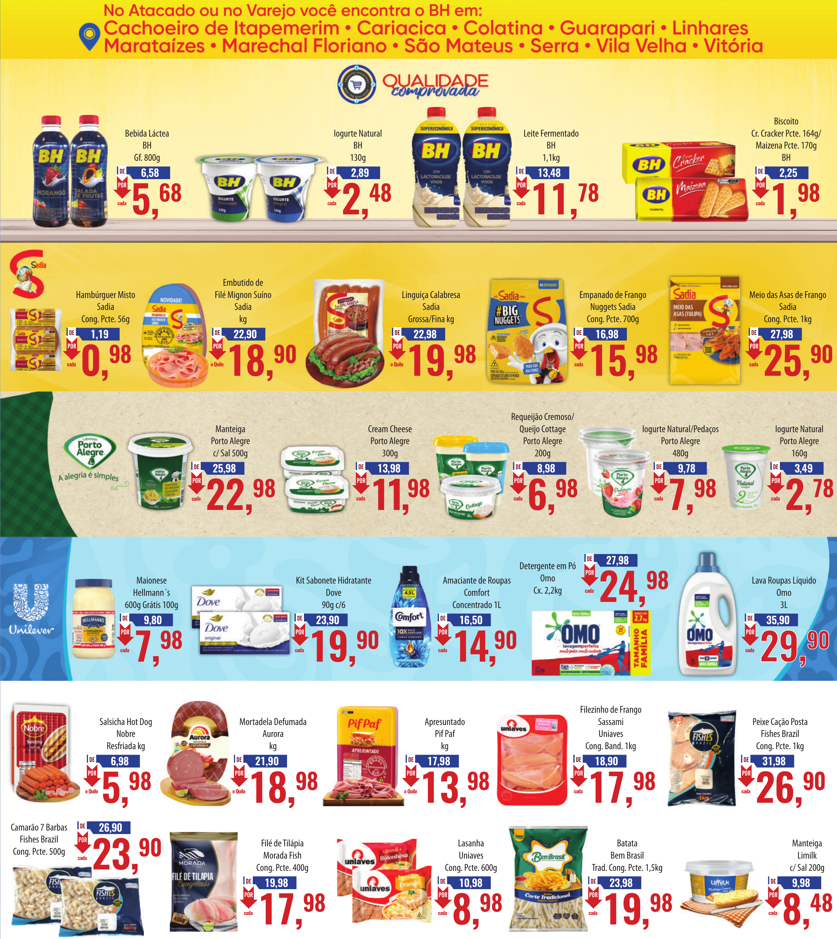 No Atacado ou no Varejo você encontra o BH em:
Cachoeiro de Itapemerim • Cariacica • Colatina • Guarapari • Linhares
Marataízes • Marechal Floriano • São Mateus • Serra • Vila Velha • Vitória
QUALIDADE
comprovada
Bebida Láctea
BH
Gf. 800g
DE 6,58
POR cada 5,68
Iogurte Natural
BH
130g
DE 2,89
POR cada 2,48
Leite Fermentado
BH
1,1kg
DE 13,48
POR cada 11,78
Biscoito
Cr. Cracker Pcte. 164g/
Maizena Pcte. 170g
BH
DE 2,25
POR cada 1,98
Sadia
Hambúrguer Misto
Sadia
Cong. Pcte. 56g
DE 1,19
POR cada 0,98
Embutido de
Filé Mignon Suíno
Sadia
kg
DE 22,90
POR o Quilo 18,90
Linguiça Calabresa
Sadia
Grossa/Fina kg
DE 22,98
POR o Quilo 19,98
Empanado de Frango
Nuggets Sadia
Cong. Pcte. 700g
DE 16,98
POR cada 15,98
Meio das Asas de Frango
Sadia
Cong. Pcte. 1kg
DE 27,98
POR cada 25,90
Porto
Alegre
A alegria é simples
Manteiga
Porto Alegre
c/ Sal 500g
DE 25,98
POR cada 22,98
Cream Cheese
Porto Alegre
300g
DE 13,98
POR cada 11,98
Requeijão Cremoso/
Queijo Cottage
Porto Alegre
200g
DE 8,98
POR cada 6,98
Iogurte Natural/Pedaços
Porto Alegre
480g
DE 9,78
POR cada 7,98
Iogurte Natural
Porto Alegre
160g
DE 3,49
POR cada 2,78
Unilever
Maionese
Hellmann´s
600g Grátis 100g
DE 9,80
POR cada 7,98
Kit Sabonete Hidratante
Dove
90g c/6
DE 23,90
POR cada 19,90
Amaciante de Roupas
Comfort
Concentrado 1L
DE 16,50
POR cada 14,90
Detergente em Pó
Omo
Cx. 2,2kg
DE 27,98
POR cada 24,98
Lava Roupas Líquido
Omo
3L
DE 35,90
POR cada 29,90
Salsicha Hot Dog
Nobre
Resfriada kg
DE 6,98
POR o Quilo 5,98
Mortadela Defumada
Aurora
kg
DE 21,90
POR o Quilo 18,98
Apresuntado
Pif Paf
kg
DE 17,98
POR o Quilo 13,98
Filezinho de Frango
Sassami
Uniaves
Cong. Band. 1kg
DE 18,90
POR cada 17,98
Peixe Cação Posta
Fishes Brazil
Cong. Pcte. 1kg
DE 31,98
POR cada 26,90
Camarão 7 Barbas
Fishes Brazil
Cong. Pcte. 500g
DE 26,90
POR cada 23,90
Filé de Tilápia
Morada Fish
Cong. Pcte. 400g
DE 19,98
POR cada 17,98
Lasanha
Uniaves
Cong. Pcte. 600g
DE 10,98
POR cada 8,98
Batata
Bem Brasil
Trad. Cong. Pcte. 1,5kg
DE 23,98
POR cada 19,98
Manteiga
Limilk
c/ Sal 200g
DE 9,98
POR cada 8,48